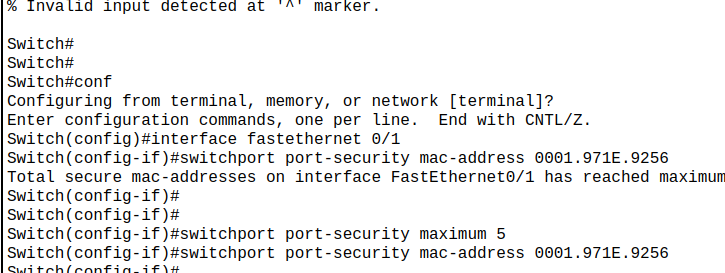 % Invalid input detected at '^' marker.
Switch#
Switch#
Switch#conf
Configuring from terminal, memory, or network [terminal]?
Enter configuration commands, one per line.  End with CNTL/Z.
Switch(config)#interface fastethernet 0/1
Switch(config-if)#switchport port-security mac-address 0001.971E.9256
Total secure mac-addresses on interface FastEthernet0/1 has reached maximum
Switch(config-if)#
Switch(config-if)#
Switch(config-if)#switchport port-security maximum 5
Switch(config-if)#switchport port-security mac-address 0001.971E.9256
Switch(config-if)#